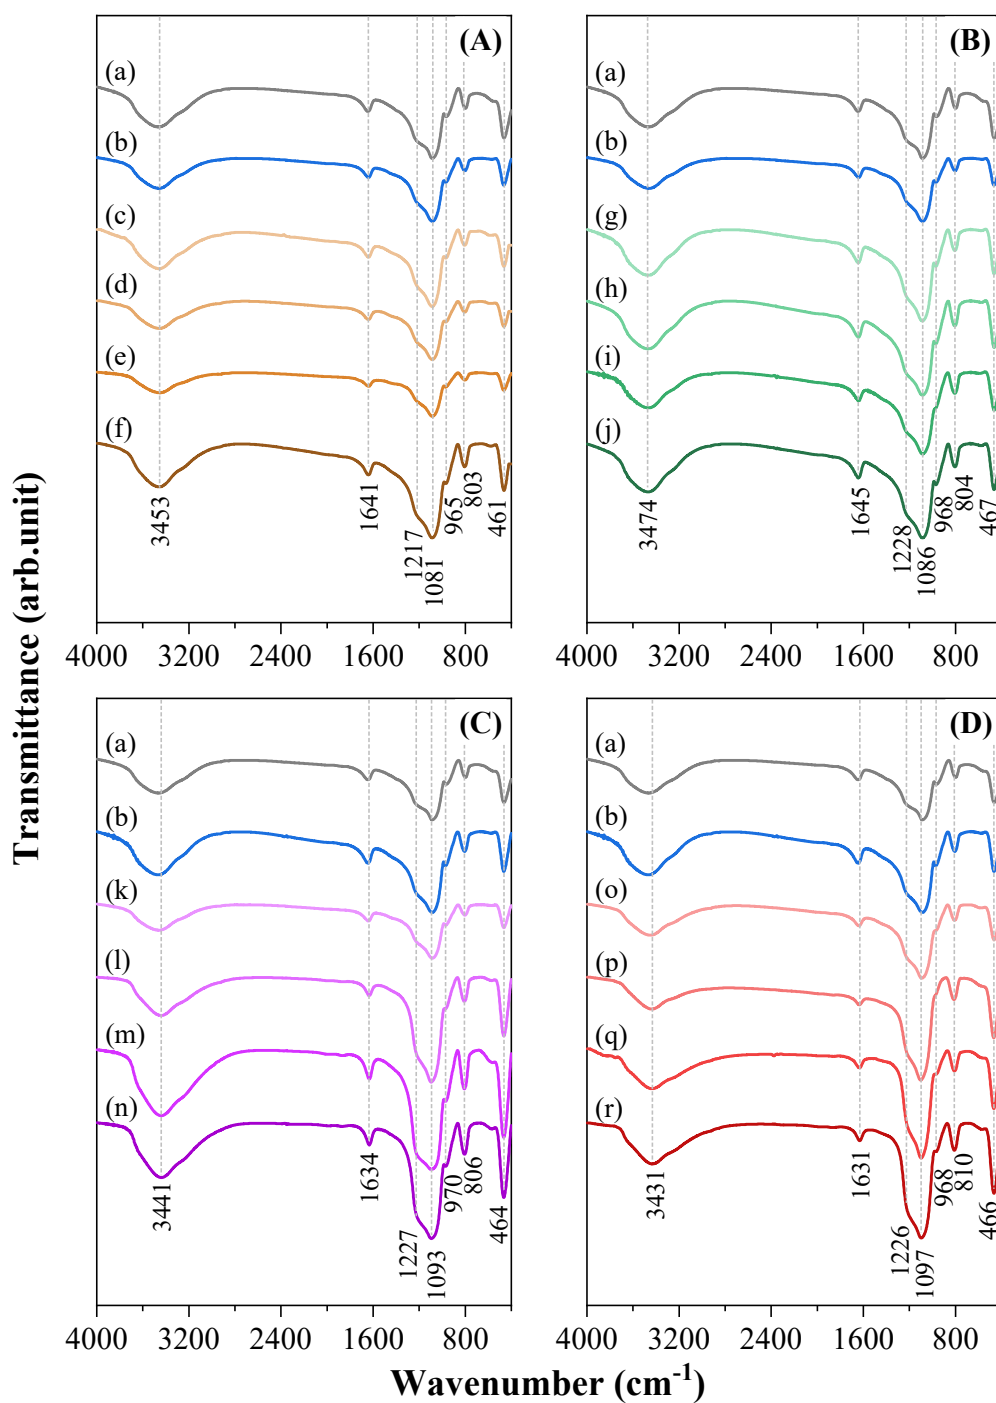 Transmittance (arb.unit)
(A)
(a)
(b)
(c)
(d)
(e)
(f)
3453
1641
1217
1081
965
803
461
4000 3200 2400 1600 800
(B)
(a)
(b)
(g)
(h)
(i)
(j)
3474
1645
1228
1086
968
804
467
4000 3200 2400 1600 800
(C)
(a)
(b)
(k)
(l)
(m)
(n)
3441
1634
1227
1093
970
806
464
4000 3200 2400 1600 800
(D)
(a)
(b)
(o)
(p)
(q)
(r)
3431
1631
1226
1097
968
810
466
4000 3200 2400 1600 800
Wavenumber (cm⁻¹)